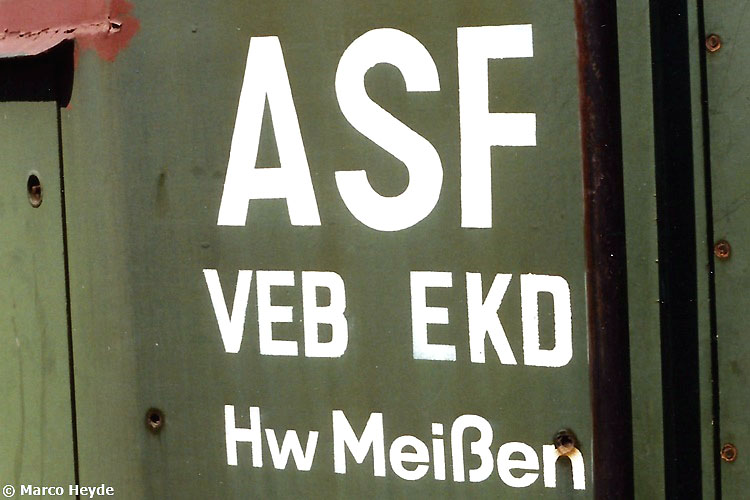 ASF
VEB EKD
Hw Meißen
© Marco Heyde